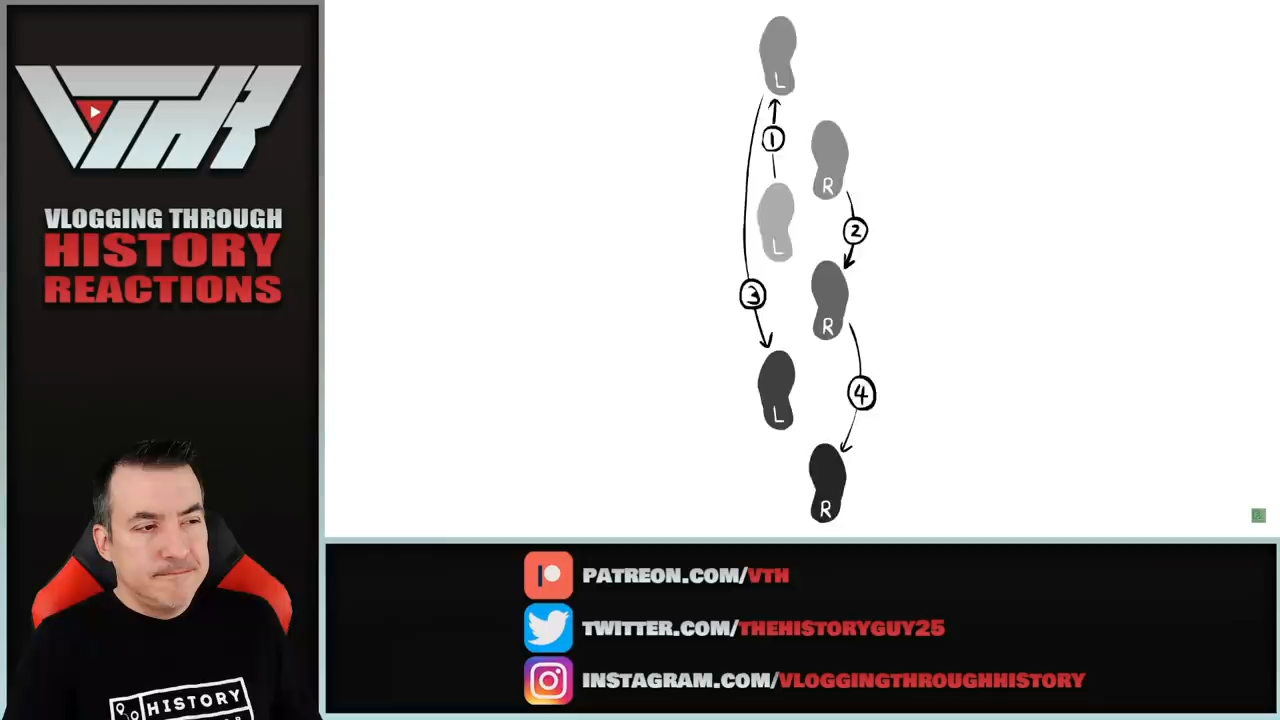 VTHR
VLOGGING THROUGH
HISTORY
REACTIONS
L
1
R
L
2
3
R
L
4
R
PATREON.COM/VTH
TWITTER.COM/THEHISTORYGUY25
INSTAGRAM.COM/VLOGGINGTHROUGHHISTORY
HISTORY